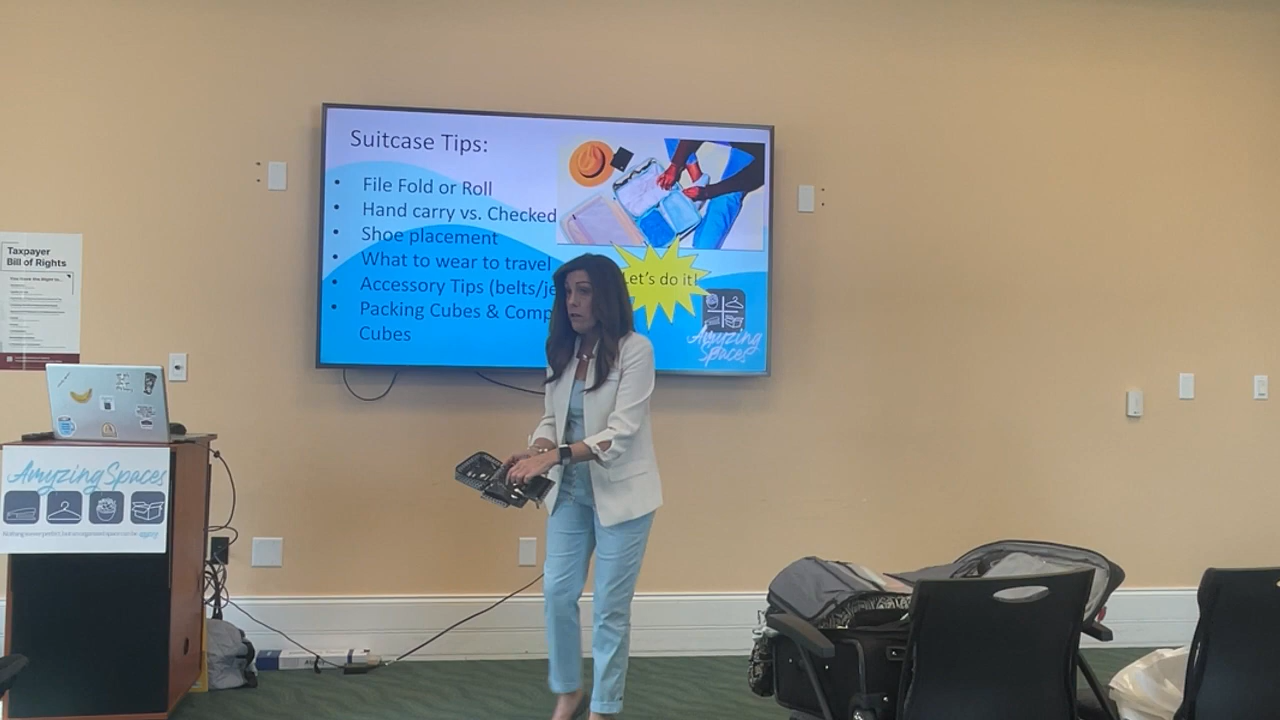 Suitcase Tips:
• File Fold or Roll
• Hand carry vs. Checked
• Shoe placement
• What to wear to travel
• Accessory Tips (belts/je
• Packing Cubes & Comp
Cubes
Let's do it!
Amyzing
Spaces
Taxpayer
Bill of Rights
Amyzing Spaces